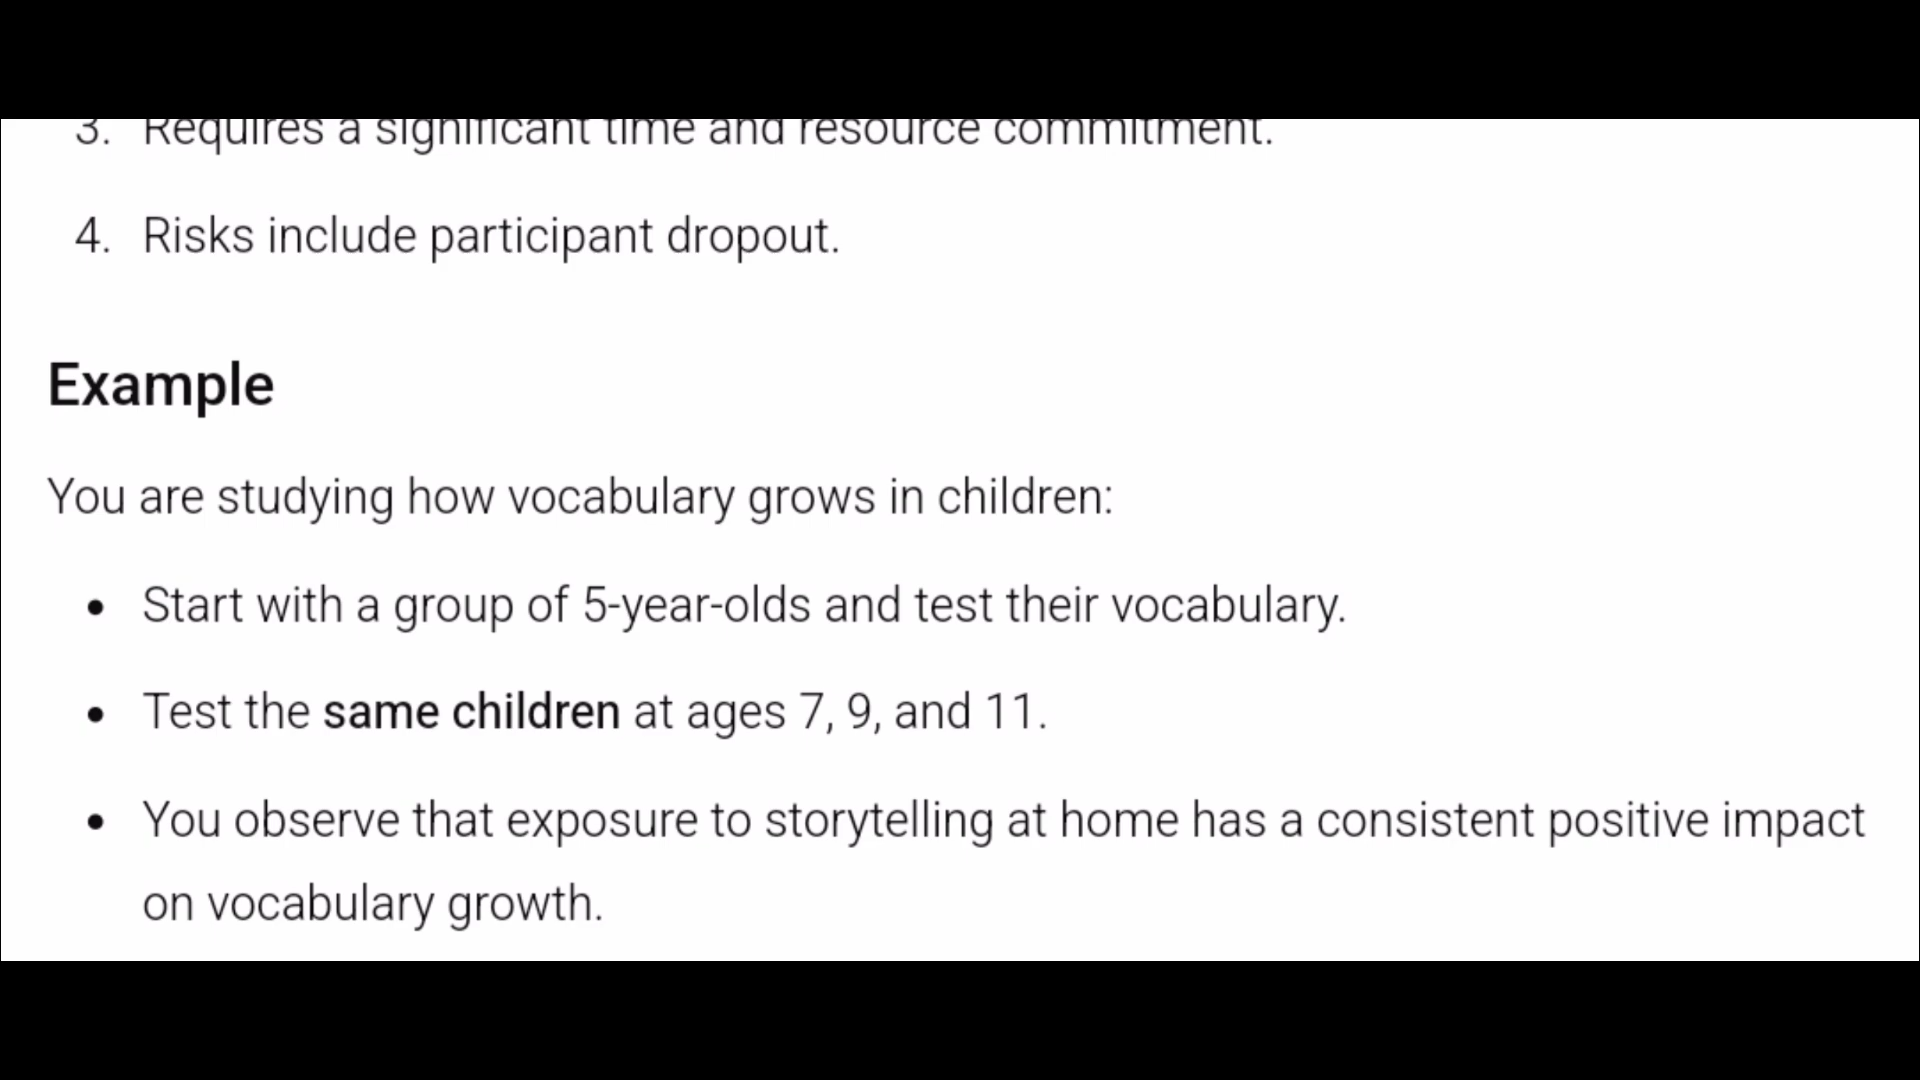 3. Requires a significant time and resource commitment.
4. Risks include participant dropout.
Example
You are studying how vocabulary grows in children:
• Start with a group of 5-year-olds and test their vocabulary.
• Test the same children at ages 7, 9, and 11.
• You observe that exposure to storytelling at home has a consistent positive impact
on vocabulary growth.